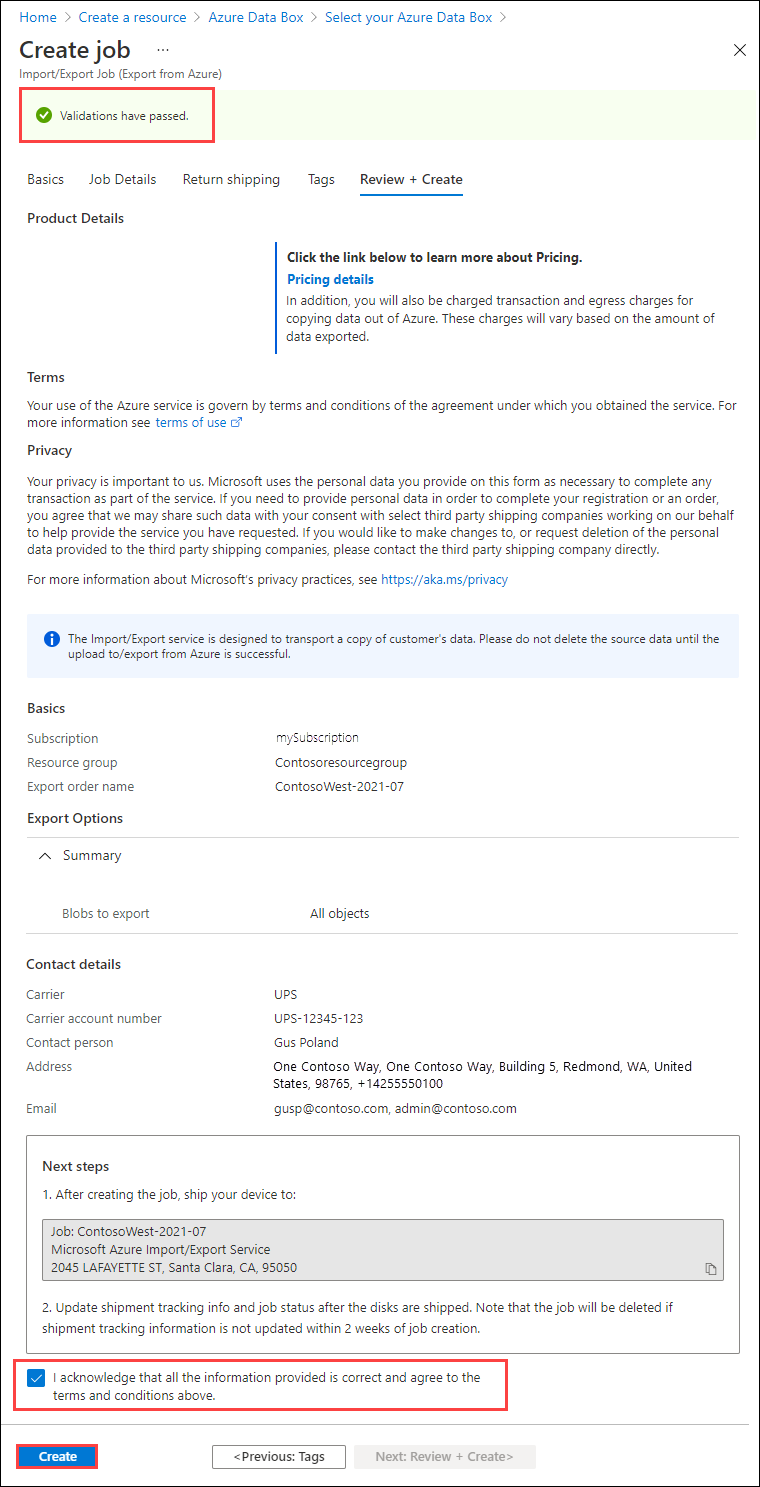 Home > Create a resource > Azure Data Box > Select your Azure Data Box >
Create job ...
Import/Export Job (Export from Azure)
Validations have passed.
Basics Job Details Return shipping Tags Review + Create
Product Details
Click the link below to learn more about Pricing.
Pricing details
In addition, you will also be charged transaction and egress charges for
copying data out of Azure. These charges will vary based on the amount of
data exported.
Terms
Your use of the Azure service is govern by terms and conditions of the agreement under which you obtained the service. For
more information see terms of use
Privacy
Your privacy is important to us. Microsoft uses the personal data you provide on this form as necessary to complete any
transaction as part of the service. If you need to provide personal data in order to complete your registration or an order,
you agree that we may share such data with your consent with select third party shipping companies working on our behalf
to help provide the service you have requested. If you would like to make changes to, or request deletion of the personal
data provided to the third party shipping companies, please contact the third party shipping company directly.
For more information about Microsoft's privacy practices, see https://aka.ms/privacy
The Import/Export service is designed to transport a copy of customer's data. Please do not delete the source data until the
upload to/export from Azure is successful.
Basics
Subscription mySubscription
Resource group Contosoresourcegroup
Export order name ContosoWest-2021-07
Export Options
Summary
Blobs to export All objects
Contact details
Carrier UPS
Carrier account number UPS-12345-123
Contact person Gus Poland
Address One Contoso Way, One Contoso Way, Building 5, Redmond, WA, United
States, 98765, +14255550100
Email gusp@contoso.com, admin@contoso.com
Next steps
1. After creating the job, ship your device to:
Job: ContosoWest-2021-07
Microsoft Azure Import/Export Service
2045 LAFAYETTE ST, Santa Clara, CA, 95050
2. Update shipment tracking info and job status after the disks are shipped. Note that the job will be deleted if
shipment tracking information is not updated within 2 weeks of job creation.
I acknowledge that all the information provided is correct and agree to the
terms and conditions above.
Create <Previous: Tags Next: Review + Create>